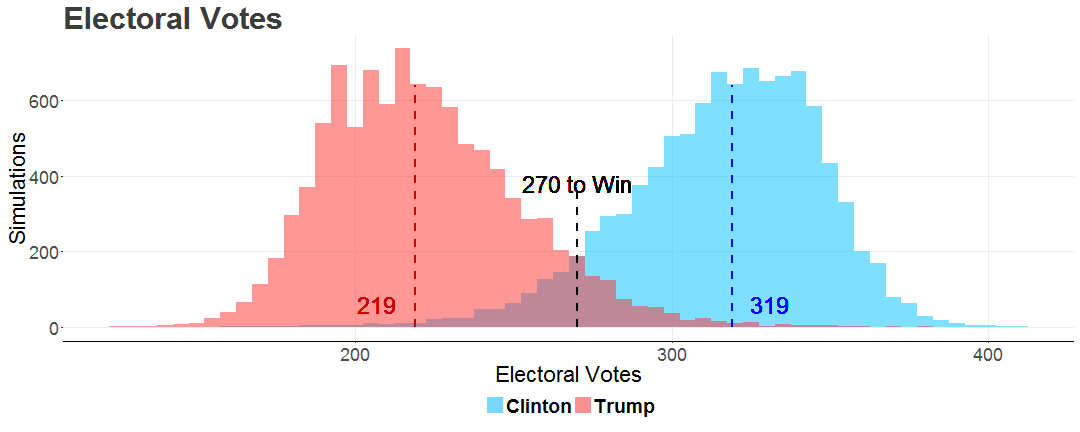 Electoral Votes
Simulations
600
400
200
0
270 to Win
219
319
200 300 400
Electoral Votes
Clinton Trump